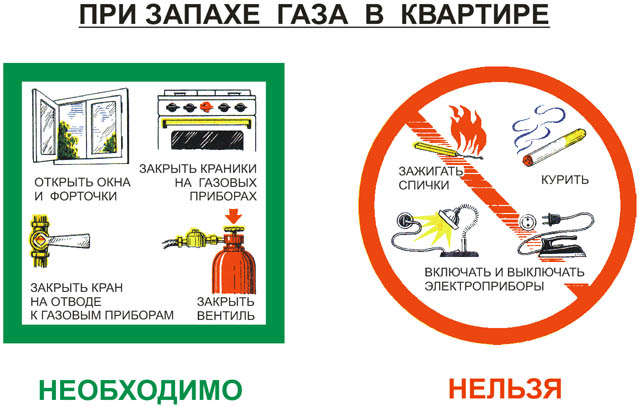 ПРИ ЗАПАХЕ ГАЗА В КВАРТИРЕ
ОТКРЫТЬ ОКНА
И ФОРТОЧКИ
ЗАКРЫТЬ КРАНИКИ
НА ГАЗОВЫХ
ПРИБОРАХ
ЗАКРЫТЬ КРАН
НА ОТВОДЕ
К ГАЗОВЫМ ПРИБОРАМ
ЗАКРЫТЬ
ВЕНТИЛЬ
НЕОБХОДИМО
ЗАЖИГАТЬ
СПИЧКИ
КУРИТЬ
ВКЛЮЧАТЬ И ВЫКЛЮЧАТЬ
ЭЛЕКТРОПРИБОРЫ
НЕЛЬЗЯ